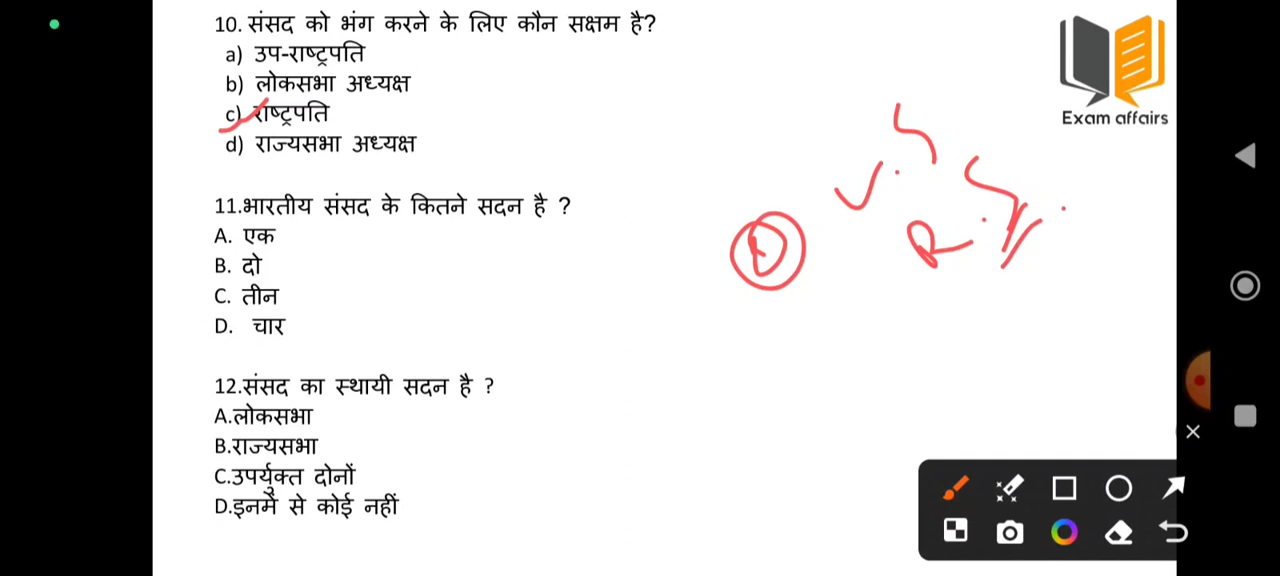 10. संसद को भंग करने के लिए कौन सक्षम है?
a) उप-राष्ट्रपति
b) लोकसभा अध्यक्ष
c) राष्ट्रपति
d) राज्यसभा अध्यक्ष
Exam affairs
11.भारतीय संसद के कितने सदन है ?
A. एक
B. दो
C. तीन
D. चार
12.संसद का स्थायी सदन है ?
A.लोकसभा
B.राज्यसभा
C.उपर्युक्त दोनों
D.इनमें से कोई नहीं